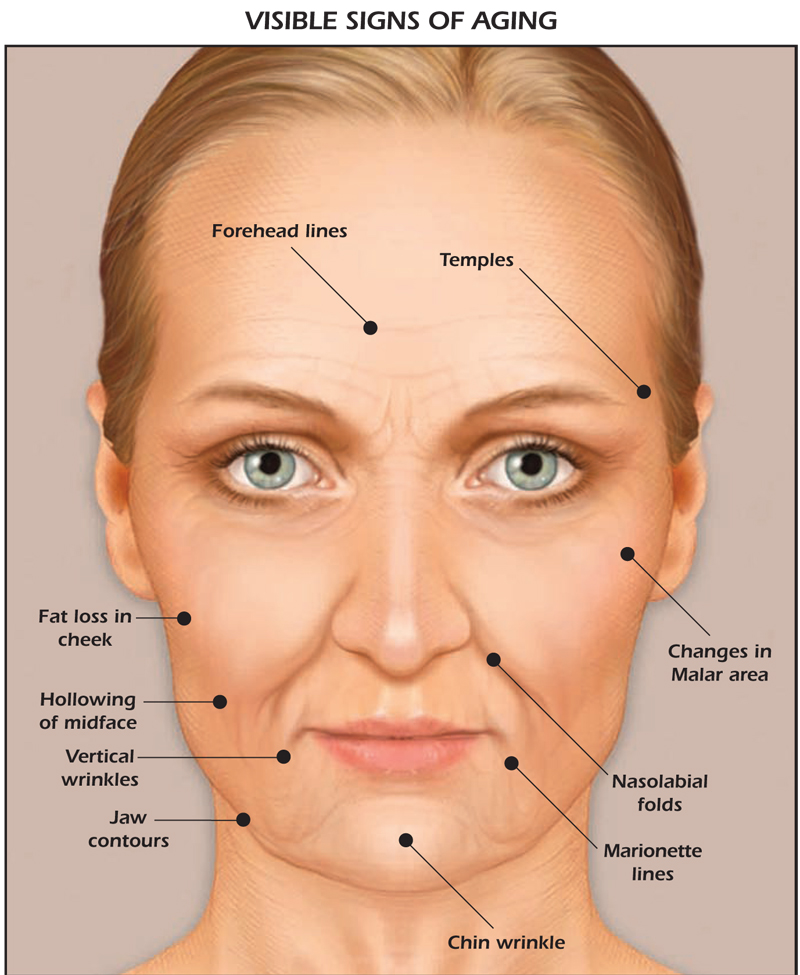 VISIBLE SIGNS OF AGING
Forehead lines
Temples
Fat loss in
cheek
Changes in
Malar area
Hollowing
of midface
Vertical
wrinkles
Nasolabial
folds
Jaw
contours
Marionette
lines
Chin wrinkle